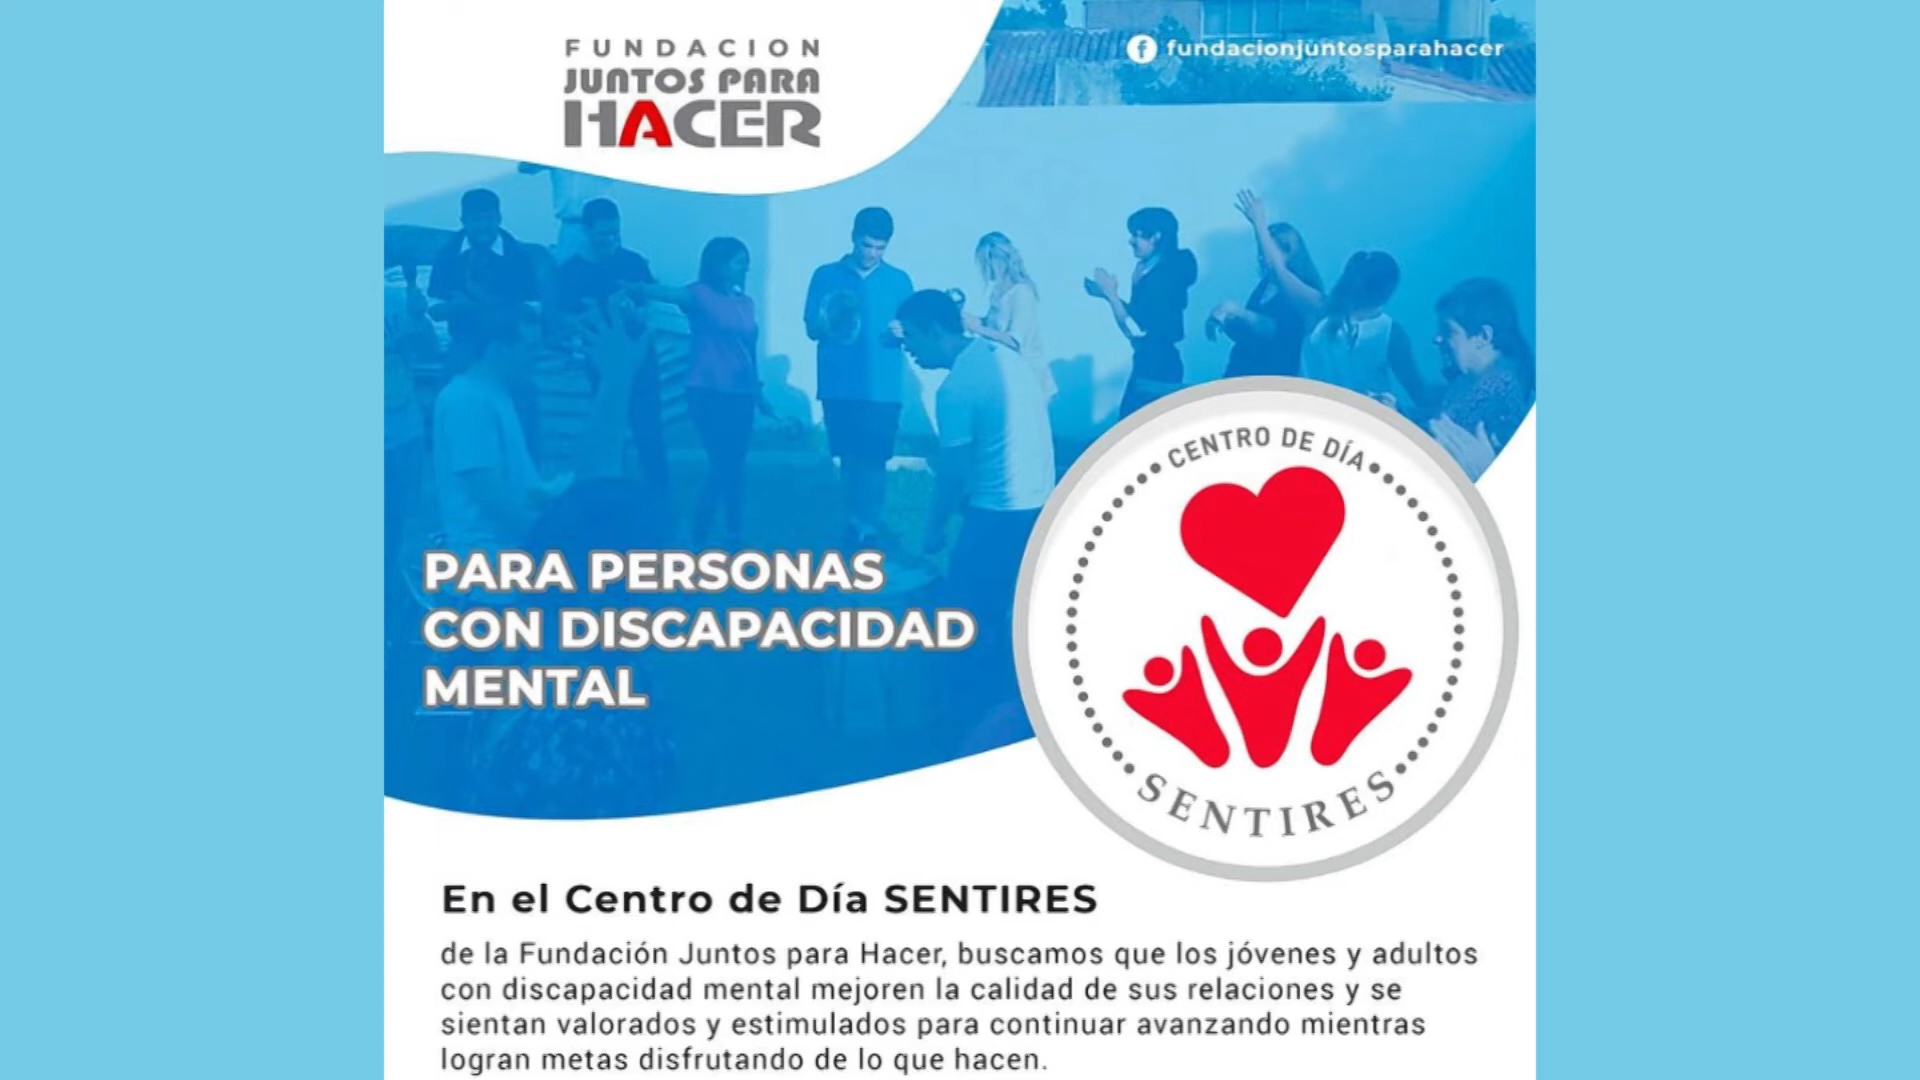 FUNDACION
JUNTOS PARA
HACER
fundacionjuntosparahacer
PARA PERSONAS
CON DISCAPACIDAD
MENTAL
CENTRO DE DÍA
SENTIRES
En el Centro de Día SENTIRES
de la Fundación Juntos para Hacer, buscamos que los jóvenes y adultos
con discapacidad mental mejoren la calidad de sus relaciones y se
sientan valorados y estimulados para continuar avanzando mientras
logran metas disfrutando de lo que hacen.